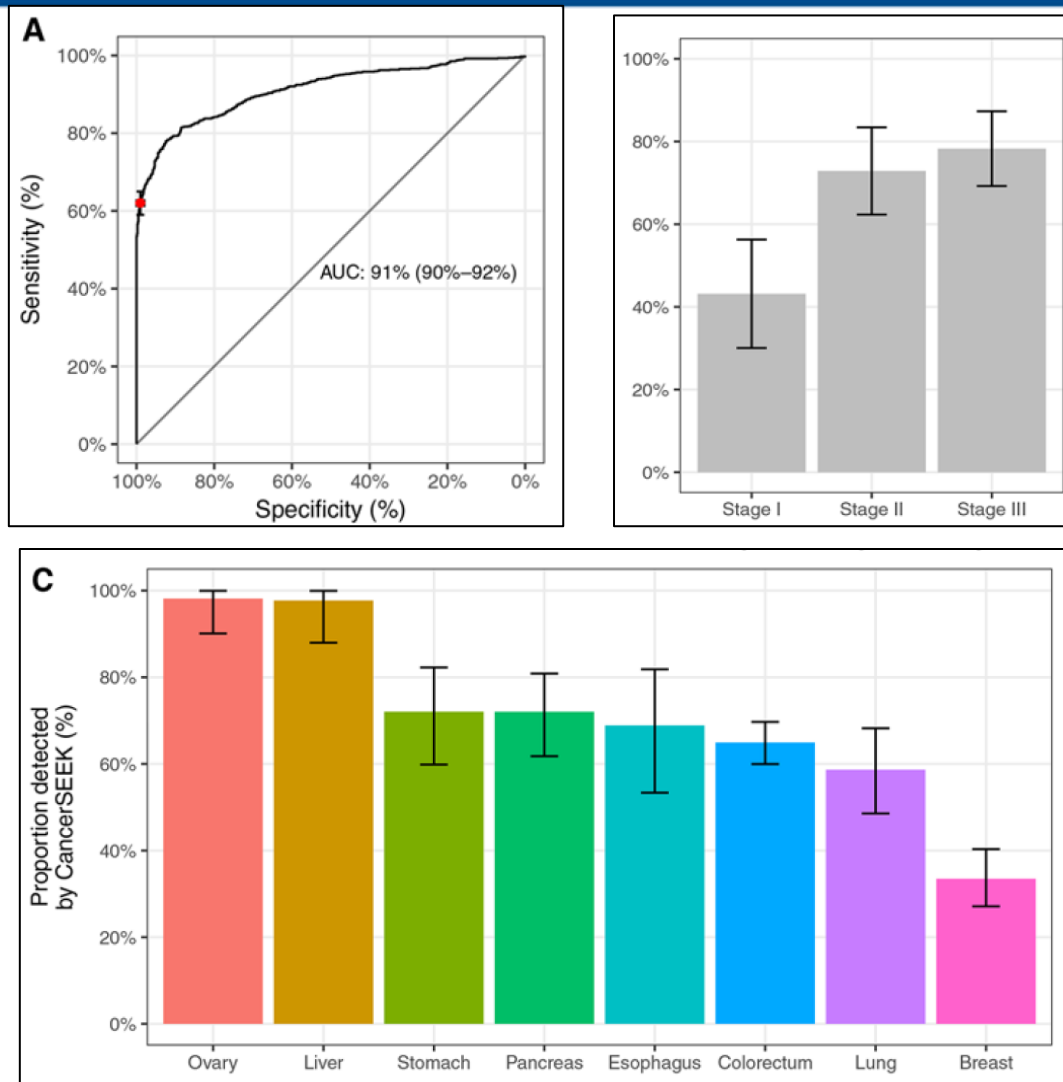 A
100%
80%
60%
40%
20%
0%
Sensitivity (%)
AUC: 91% (90%–92%)
100% 80% 60% 40% 20% 0%
Specificity (%)
100%
80%
60%
40%
20%
0%
Stage I Stage II Stage III
C
100%
80%
60%
40%
20%
0%
Proportion detected
by CancerSEEK (%)
Ovary Liver Stomach Pancreas Esophagus Colorectum Lung Breast